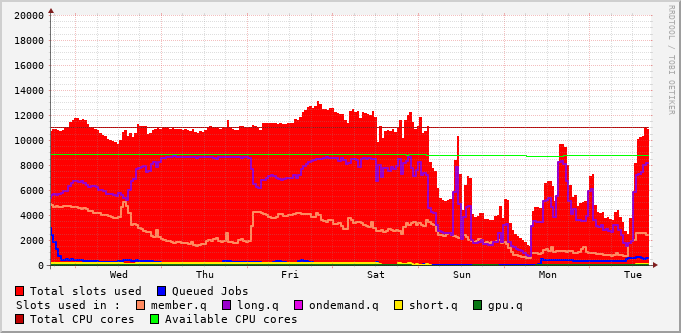 RRDTOOL / TOBI OETIKER
20000
18000
16000
14000
12000
10000
8000
6000
4000
2000
0
Wed Thu Fri Sat Sun Mon Tue
Total slots used Queued Jobs
Slots used in : member.q long.q ondemand.q short.q gpu.q
Total CPU cores Available CPU cores